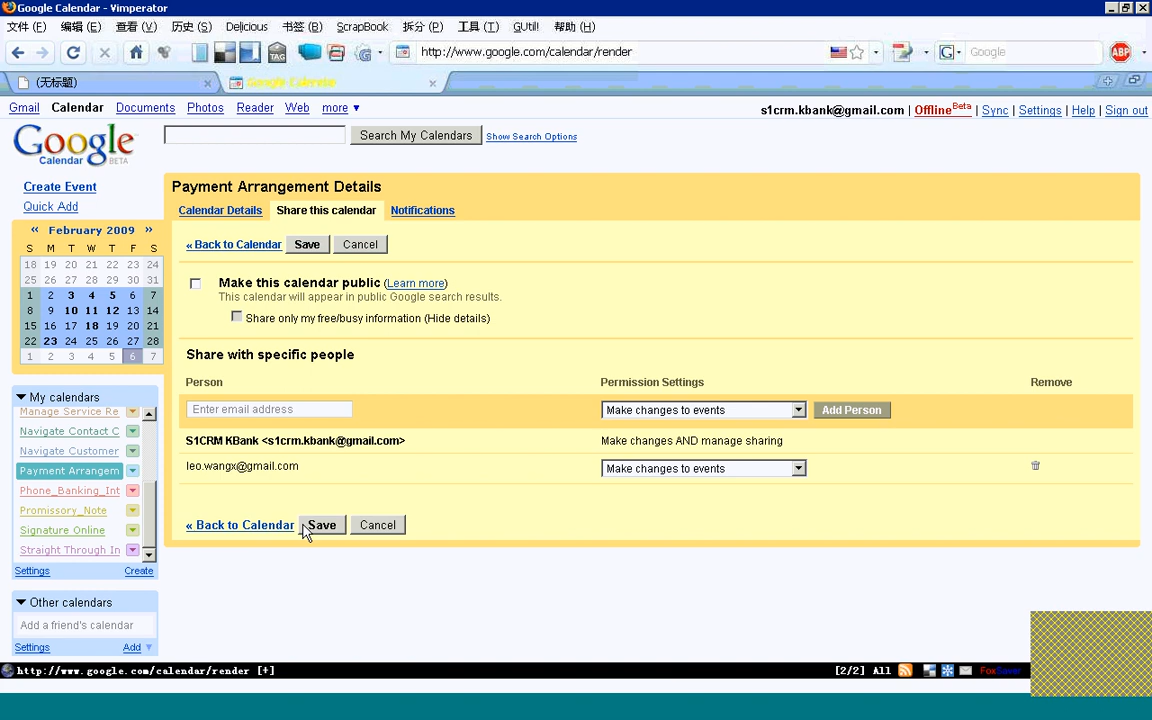 Google Calendar - Vimperator
文件 (F) 编辑 (E) 查看 (V) 历史 (S) Delicious 书签 (B) ScrapBook 拆分 (P) 工具 (T) GUtil! 帮助 (H)
TAG http://www.google.com/calendar/render G Google ABP
(无标题) Google Calendar
Gmail Calendar Documents Photos Reader Web more ▼ s1crm.kbank@gmail.com | Offline Beta | Sync | Settings | Help | Sign out
Google Calendar BETA
Search My Calendars Show Search Options
Create Event
Quick Add
Payment Arrangement Details
Calendar Details Share this calendar Notifications
« February 2009 »
S M T W T F S
18 19 20 21 22 23 24
25 26 27 28 29 30 31
1 2 3 4 5 6 7
8 9 10 11 12 13 14
15 16 17 18 19 20 21
22 23 24 25 26 27 28
1 2 3 4 5 6 7
« Back to Calendar Save Cancel
Make this calendar public (Learn more)
This calendar will appear in public Google search results.
Share only my free/busy information (Hide details)
Share with specific people
Person Permission Settings Remove
Enter email address Make changes to events Add Person
S1CRM KBank <s1crm.kbank@gmail.com> Make changes AND manage sharing
leo.wangx@gmail.com Make changes to events
« Back to Calendar Save Cancel
My calendars
Manage Service Re
Navigate Contact C
Navigate Customer
Payment Arrangem
Phone_Banking_Int
Promissory_Note
Signature Online
Straight Through In
Settings Create
Other calendars
Add a friend's calendar
Settings Add ▼
http://www.google.com/calendar/render [+] [2/2] All FoxSaver